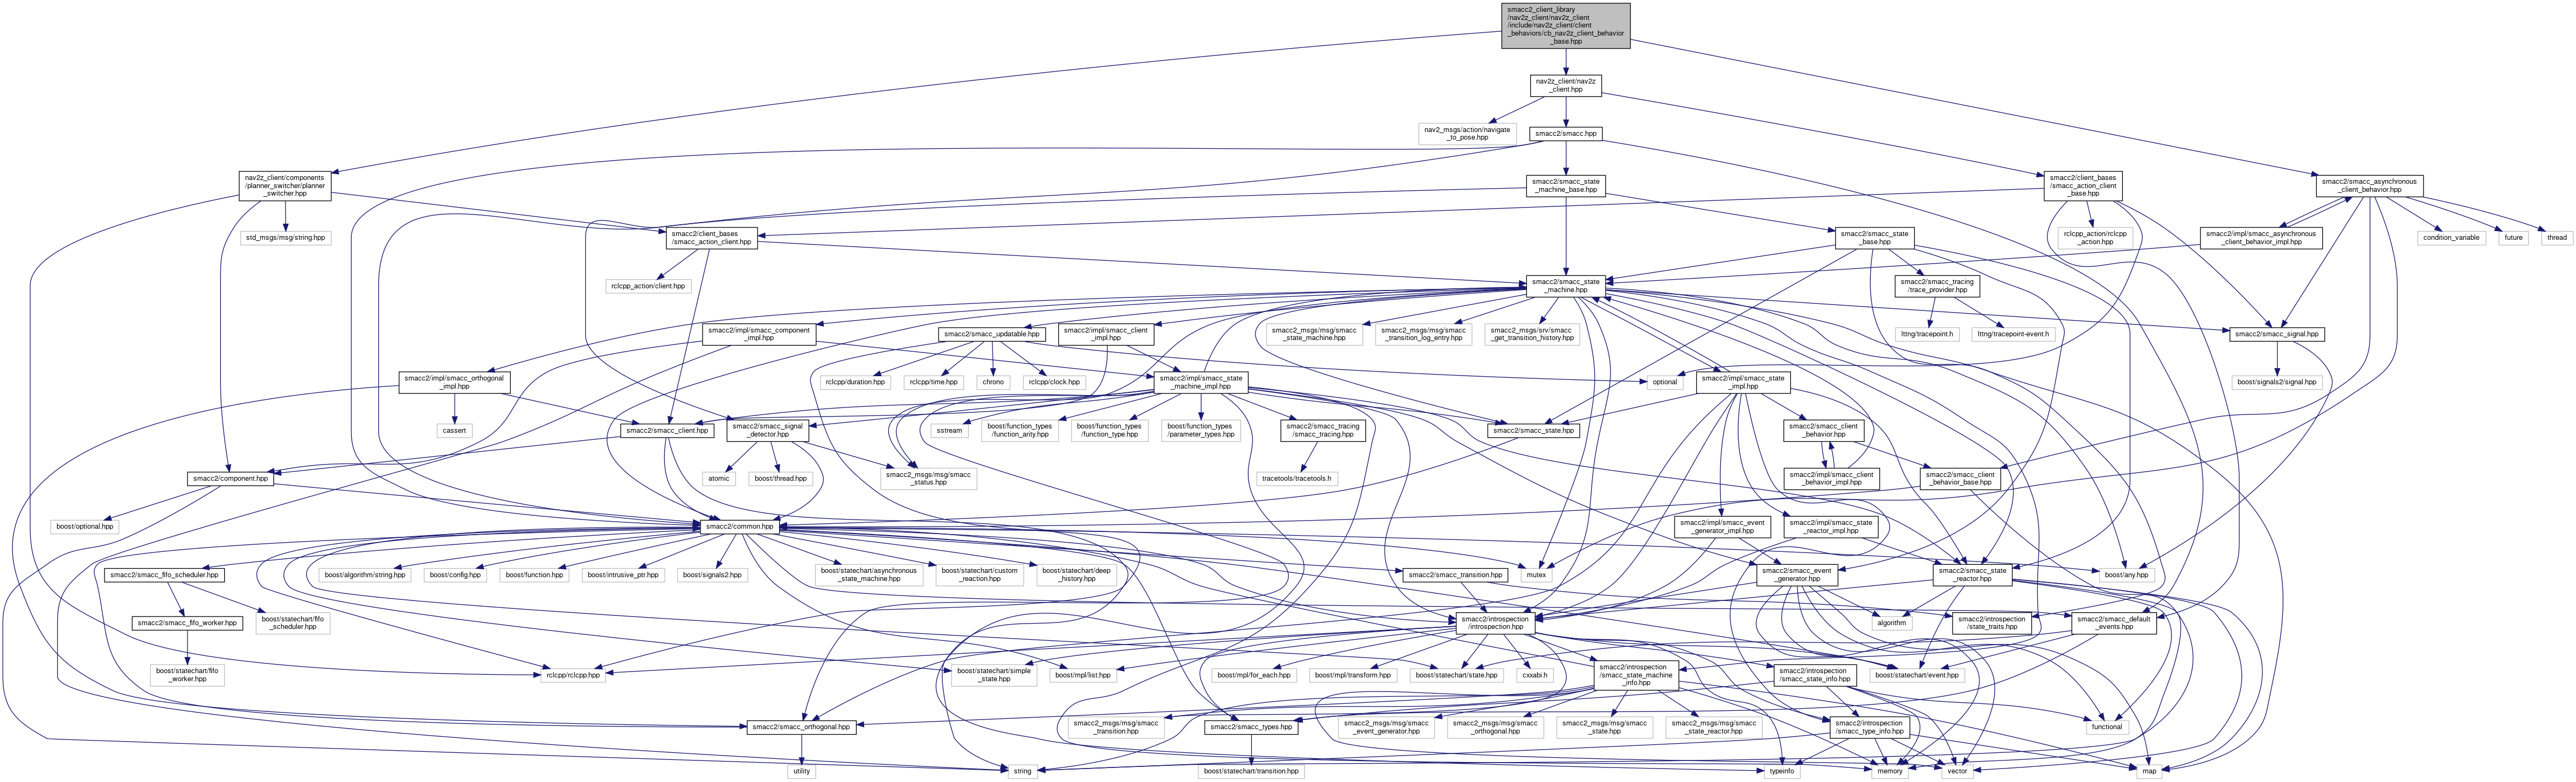 smacc2_client_library
/nav2z_client/nav2z_client
/include/nav2z_client/client
_behaviors/cb_nav2z_client_behavior
_base.hpp
nav2z_client/nav2z
_client.hpp
nav2_msgs/action/navigate
_to_pose.hpp
smacc2/smacc.hpp
nav2z_client/components
/planner_switcher/planner
_switcher.hpp
smacc2/smacc_state
_machine_base.hpp
smacc2/client_bases
/smacc_action_client
_base.hpp
smacc2/smacc_asynchronous
_client_behavior.hpp
std_msgs/msg/string.hpp
smacc2/client_bases
/smacc_action_client.hpp
smacc2/smacc_state
_base.hpp
rclcpp_action/rclcpp
_action.hpp
smacc2/impl/smacc_asynchronous
_client_behavior_impl.hpp
condition_variable
future
thread
rclcpp_action/client.hpp
smacc2/smacc_state
_machine.hpp
smacc2/smacc_tracing
/trace_provider.hpp
smacc2/impl/smacc_component
_impl.hpp
smacc2/smacc_updatable.hpp
smacc2/impl/smacc_client
_impl.hpp
smacc2_msgs/msg/smacc
_state_machine.hpp
smacc2_msgs/msg/smacc
_transition_log_entry.hpp
smacc2_msgs/srv/smacc
_get_transition_history.hpp
lttng/tracepoint.h
lttng/tracepoint-event.h
smacc2/smacc_signal.hpp
smacc2/impl/smacc_orthogonal
_impl.hpp
rclcpp/duration.hpp
rclcpp/time.hpp
chrono
rclcpp/clock.hpp
smacc2/impl/smacc_state
_machine_impl.hpp
optional
smacc2/impl/smacc_state
_impl.hpp
boost/signals2/signal.hpp
cassert
smacc2/smacc_client.hpp
smacc2/smacc_signal
_detector.hpp
sstream
boost/function_types
/function_arity.hpp
boost/function_types
/function_type.hpp
boost/function_types
/parameter_types.hpp
smacc2/smacc_tracing
/smacc_tracing.hpp
smacc2/smacc_state.hpp
smacc2/smacc_client
_behavior.hpp
smacc2/component.hpp
atomic
boost/thread.hpp
smacc2_msgs/msg/smacc
_status.hpp
tracetools/tracetools.h
smacc2/impl/smacc_client
_behavior_impl.hpp
smacc2/smacc_client
_behavior_base.hpp
boost/optional.hpp
smacc2/common.hpp
smacc2/impl/smacc_event
_generator_impl.hpp
smacc2/impl/smacc_state
_reactor_impl.hpp
smacc2/smacc_fifo_scheduler.hpp
boost/algorithm/string.hpp
boost/config.hpp
boost/function.hpp
boost/intrusive_ptr.hpp
boost/signals2.hpp
boost/statechart/asynchronous
_state_machine.hpp
boost/statechart/custom
_reaction.hpp
boost/statechart/deep
_history.hpp
smacc2/smacc_transition.hpp
mutex
smacc2/smacc_event
_generator.hpp
smacc2/smacc_state
_reactor.hpp
boost/any.hpp
smacc2/smacc_fifo_worker.hpp
boost/statechart/fifo
_scheduler.hpp
smacc2/introspection
/introspection.hpp
algorithm
smacc2/introspection
/state_traits.hpp
smacc2/smacc_default
_events.hpp
boost/statechart/fifo
_worker.hpp
rclcpp/rclcpp.hpp
boost/statechart/simple
_state.hpp
boost/mpl/list.hpp
boost/mpl/for_each.hpp
boost/mpl/transform.hpp
boost/statechart/state.hpp
cxxabi.h
smacc2/introspection
/smacc_state_machine
_info.hpp
smacc2/introspection
/smacc_state_info.hpp
boost/statechart/event.hpp
smacc2/smacc_orthogonal.hpp
smacc2_msgs/msg/smacc
_transition.hpp
smacc2/smacc_types.hpp
smacc2_msgs/msg/smacc
_event_generator.hpp
smacc2_msgs/msg/smacc
_orthogonal.hpp
smacc2_msgs/msg/smacc
_state.hpp
smacc2_msgs/msg/smacc
_state_reactor.hpp
smacc2/introspection
/smacc_type_info.hpp
functional
utility
string
boost/statechart/transition.hpp
typeinfo
memory
vector
map